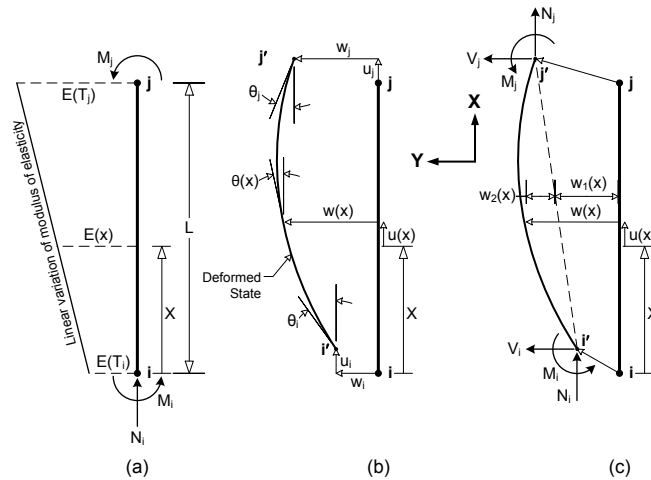 M_j
j
E(T_j)
Linear variation of modulus of elasticity
L
E(x)
X
E(T_i)
i
M_i
N_i
(a)
j'
w_j
u_j
j
θ_j
θ(x)
w(x)
u(x)
Deformed
State
X
θ_i
i'
u_i
w_i
i
(b)
X
Y
N_j
V_j
M_j
j'
j
w_2(x)
w_1(x)
w(x)
u(x)
X
i'
V_i
i
M_i
N_i
(c)